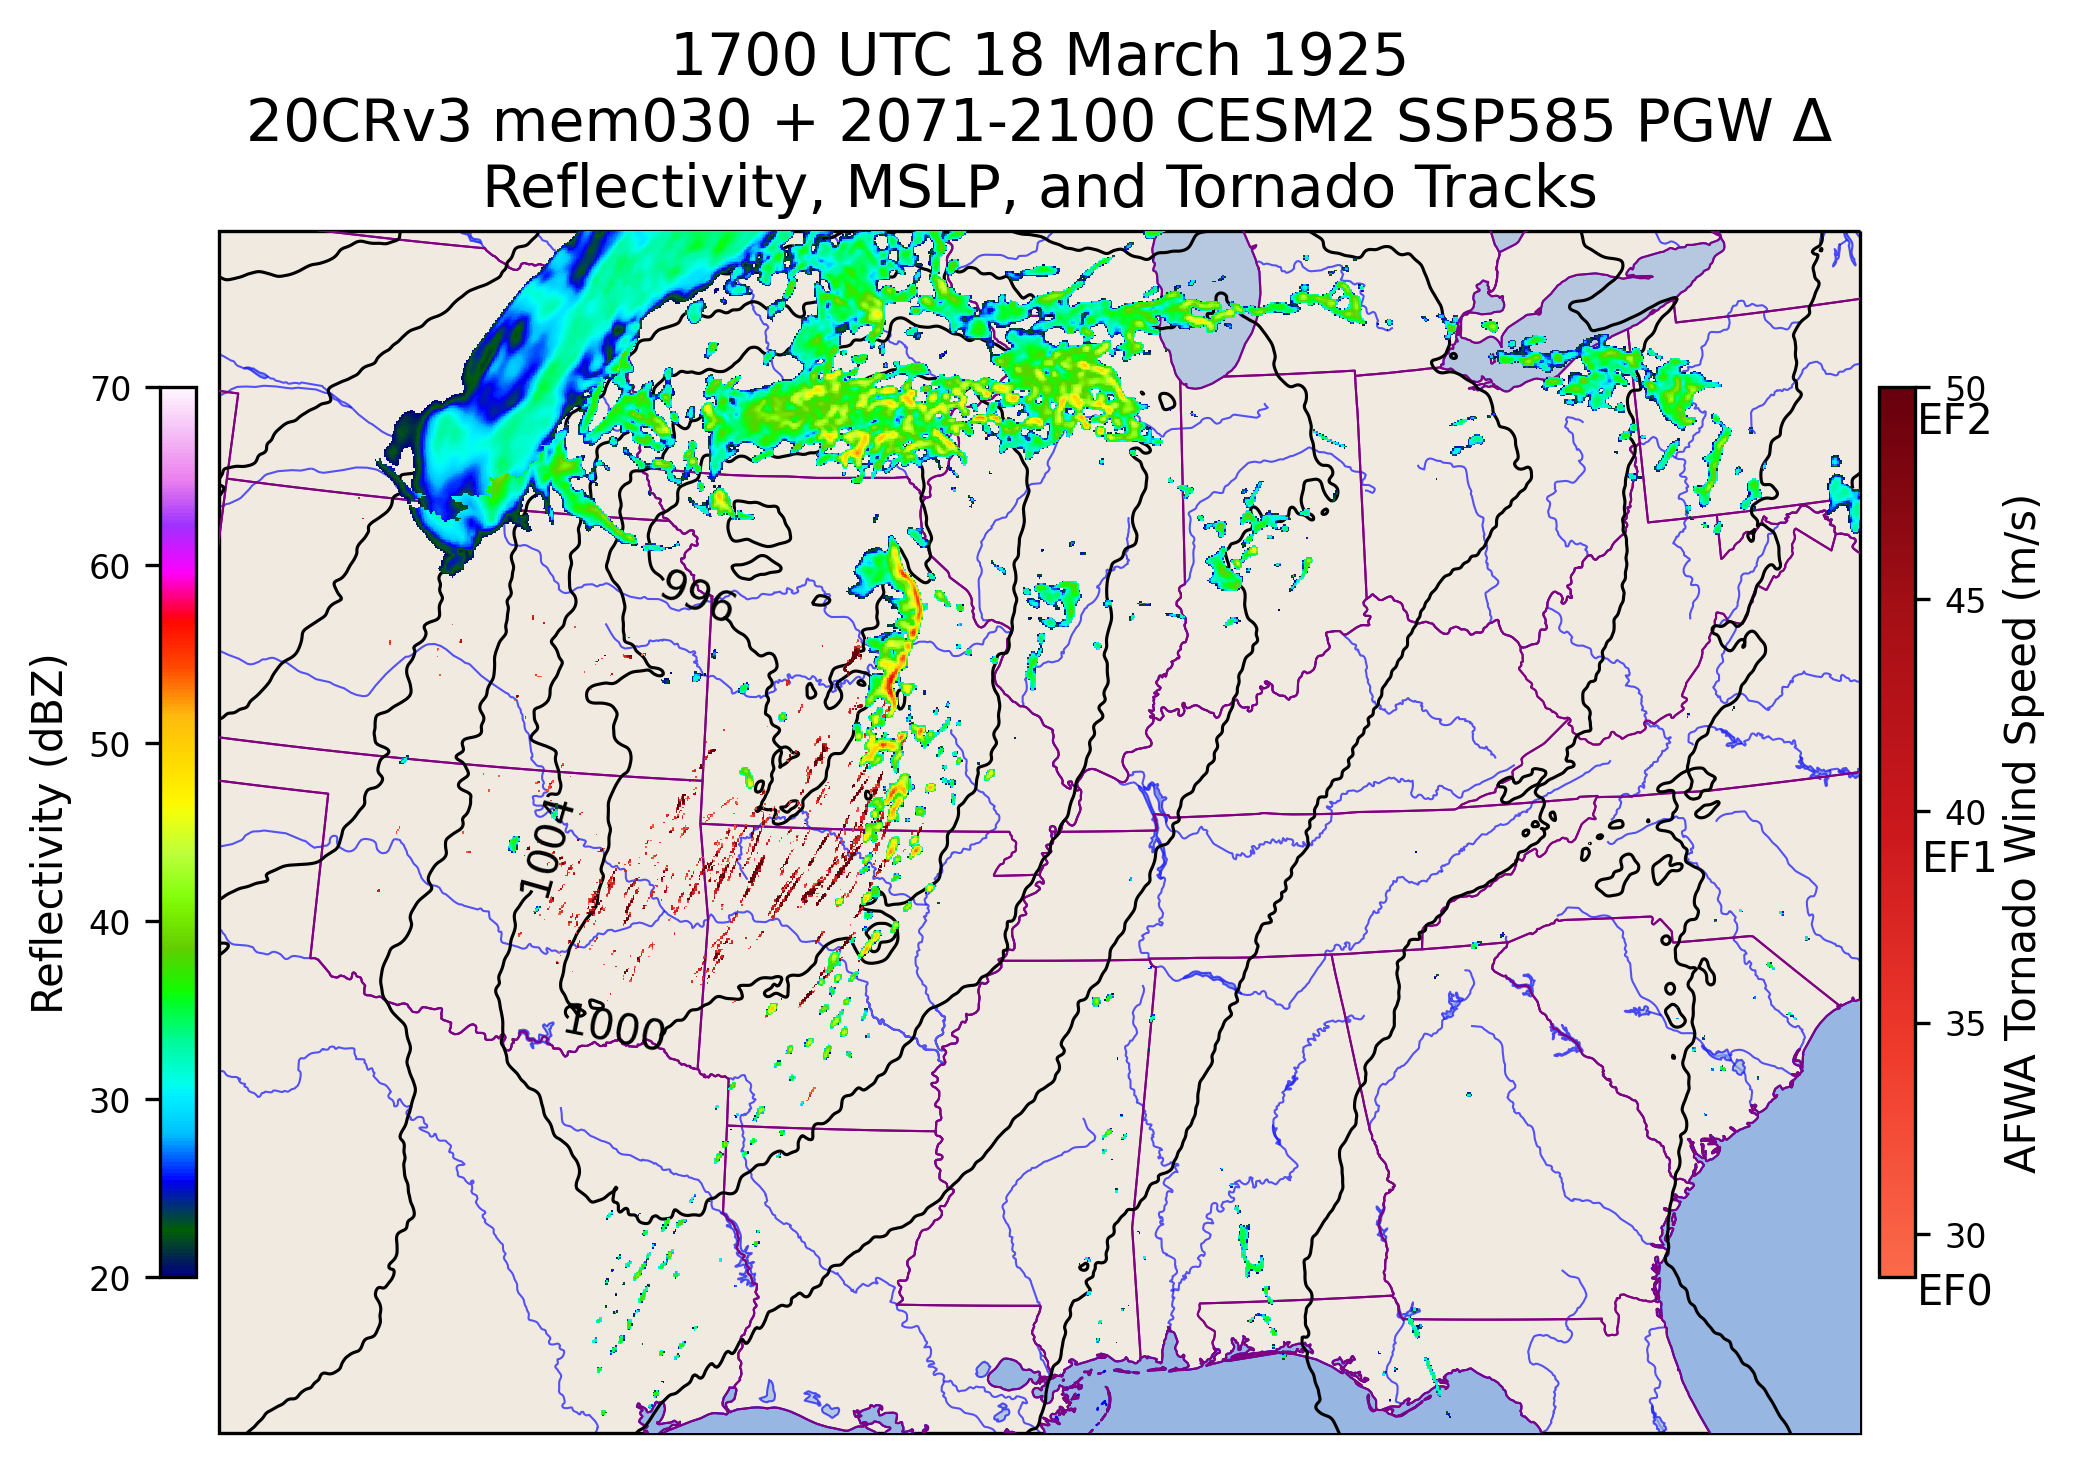 1700 UTC 18 March 1925
20CRv3 mem030 + 2071-2100 CESM2 SSP585 PGW Δ
Reflectivity, MSLP, and Tornado Tracks
70
60
50
40
30
20
Reflectivity (dBZ)
996
1004
1000
50
EF2
45
40
EF1
35
30
EF0
AFWA Tornado Wind Speed (m/s)